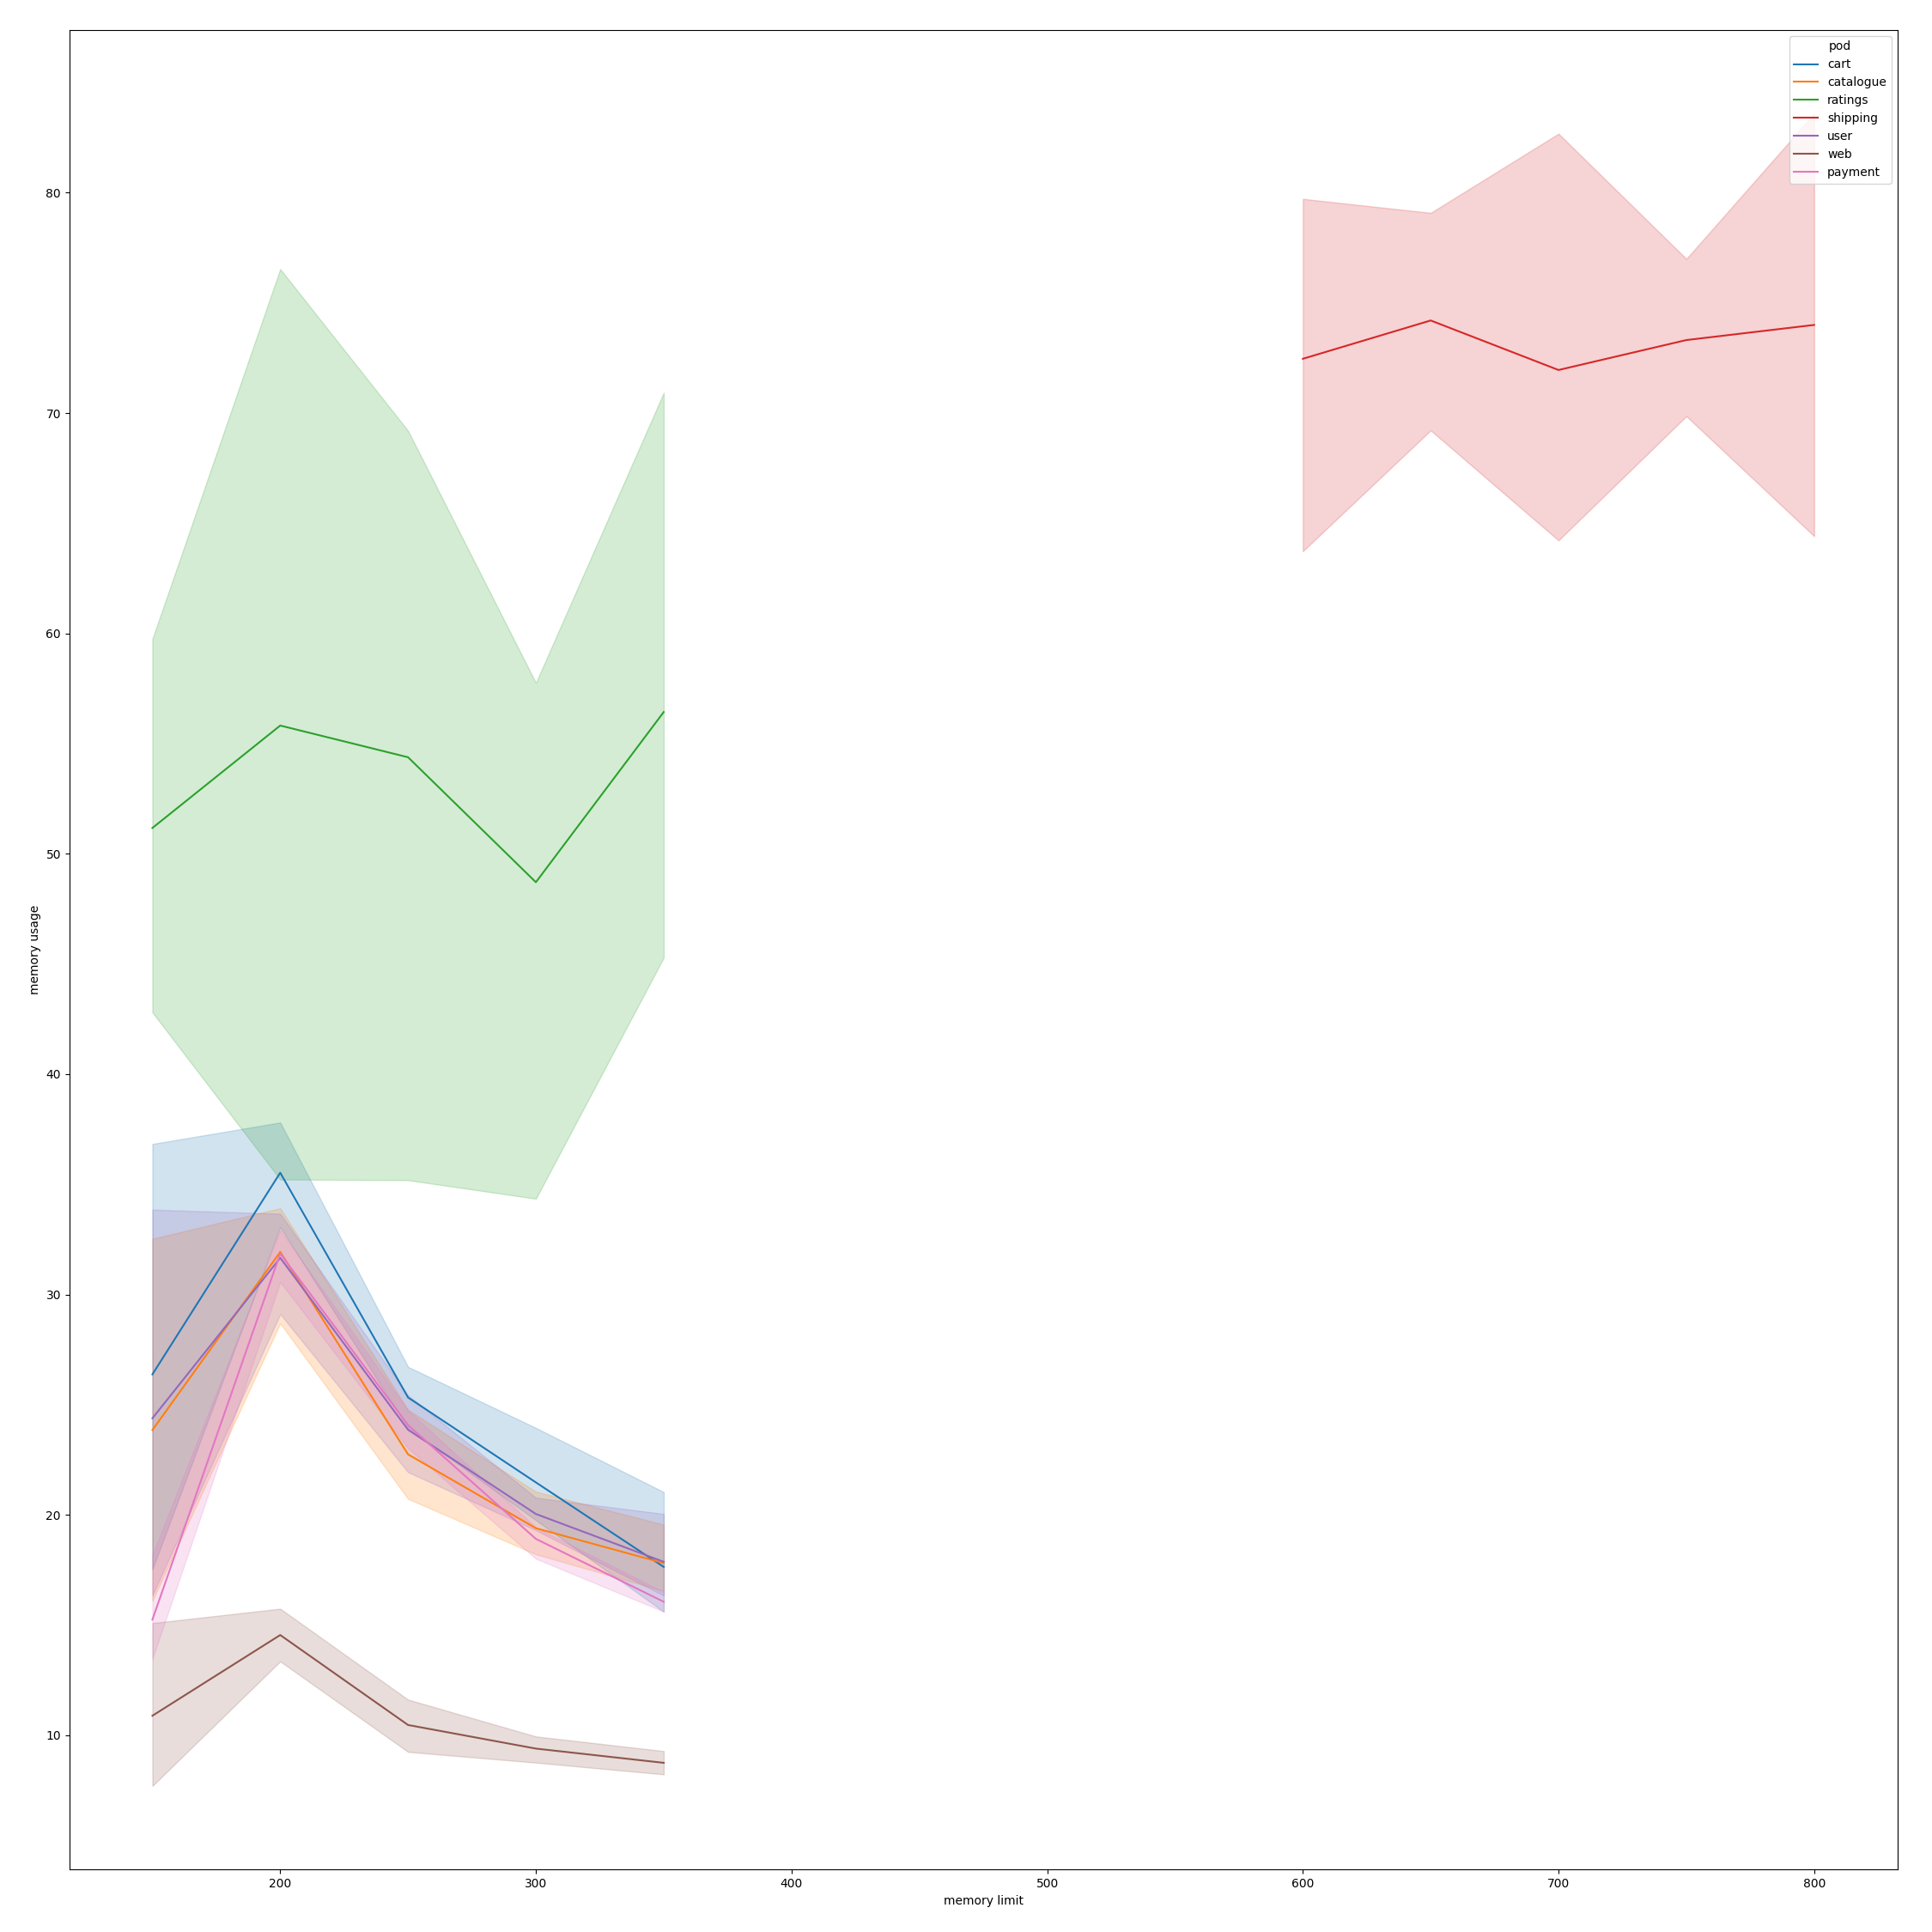 pod
cart
catalogue
ratings
shipping
user
web
payment
80
70
60
50
40
30
20
10
memory usage
200 300 400 500 600 700 800
memory limit